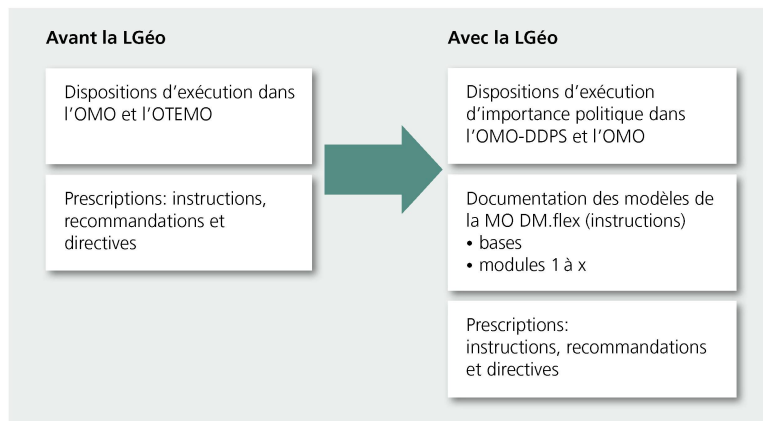 Avant la LGéo
Dispositions d'exécution dans
l'OMO et l'OTEMO
Prescriptions: instructions,
recommandations et
directives
Avec la LGéo
Dispositions d'exécution
d'importance politique dans
l'OMO-DDPS et l'OMO
Documentation des modèles de
la MO DM.flex (instructions)
• bases
• modules 1 à x
Prescriptions:
instructions, recommandations
et directives